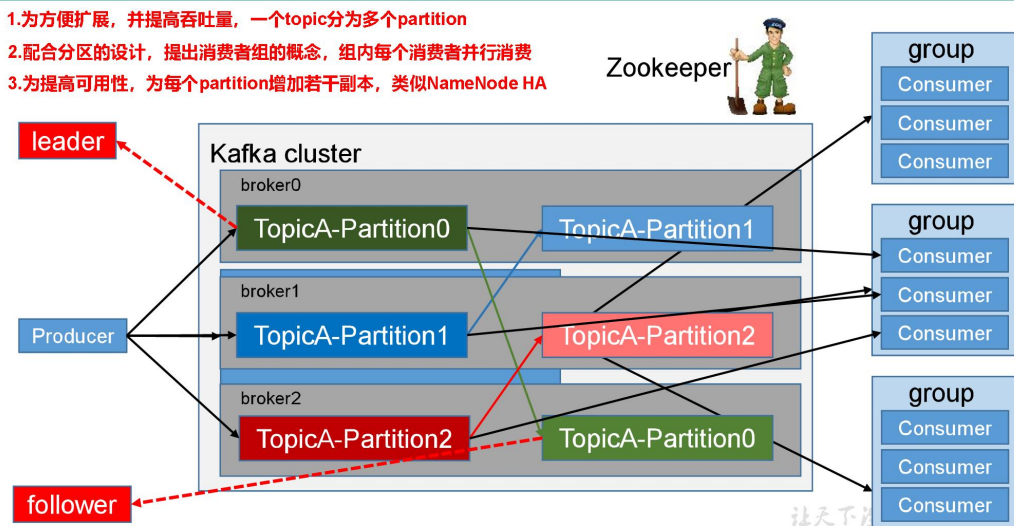 1.为方便扩展，并提高吞吐量，一个topic分为多个partition
2.配合分区的设计，提出消费者组的概念，组内每个消费者并行消费
3.为提高可用性，为每个partition增加若干副本，类似NameNode HA
Zookeeper
group
Consumer
Consumer
Consumer
leader
Kafka cluster
broker0
TopicA-Partition0
TopicA-Partition1
group
Consumer
Consumer
Consumer
broker1
Producer
TopicA-Partition1
TopicA-Partition2
broker2
TopicA-Partition2
TopicA-Partition0
group
Consumer
Consumer
Consumer
follower
让天下